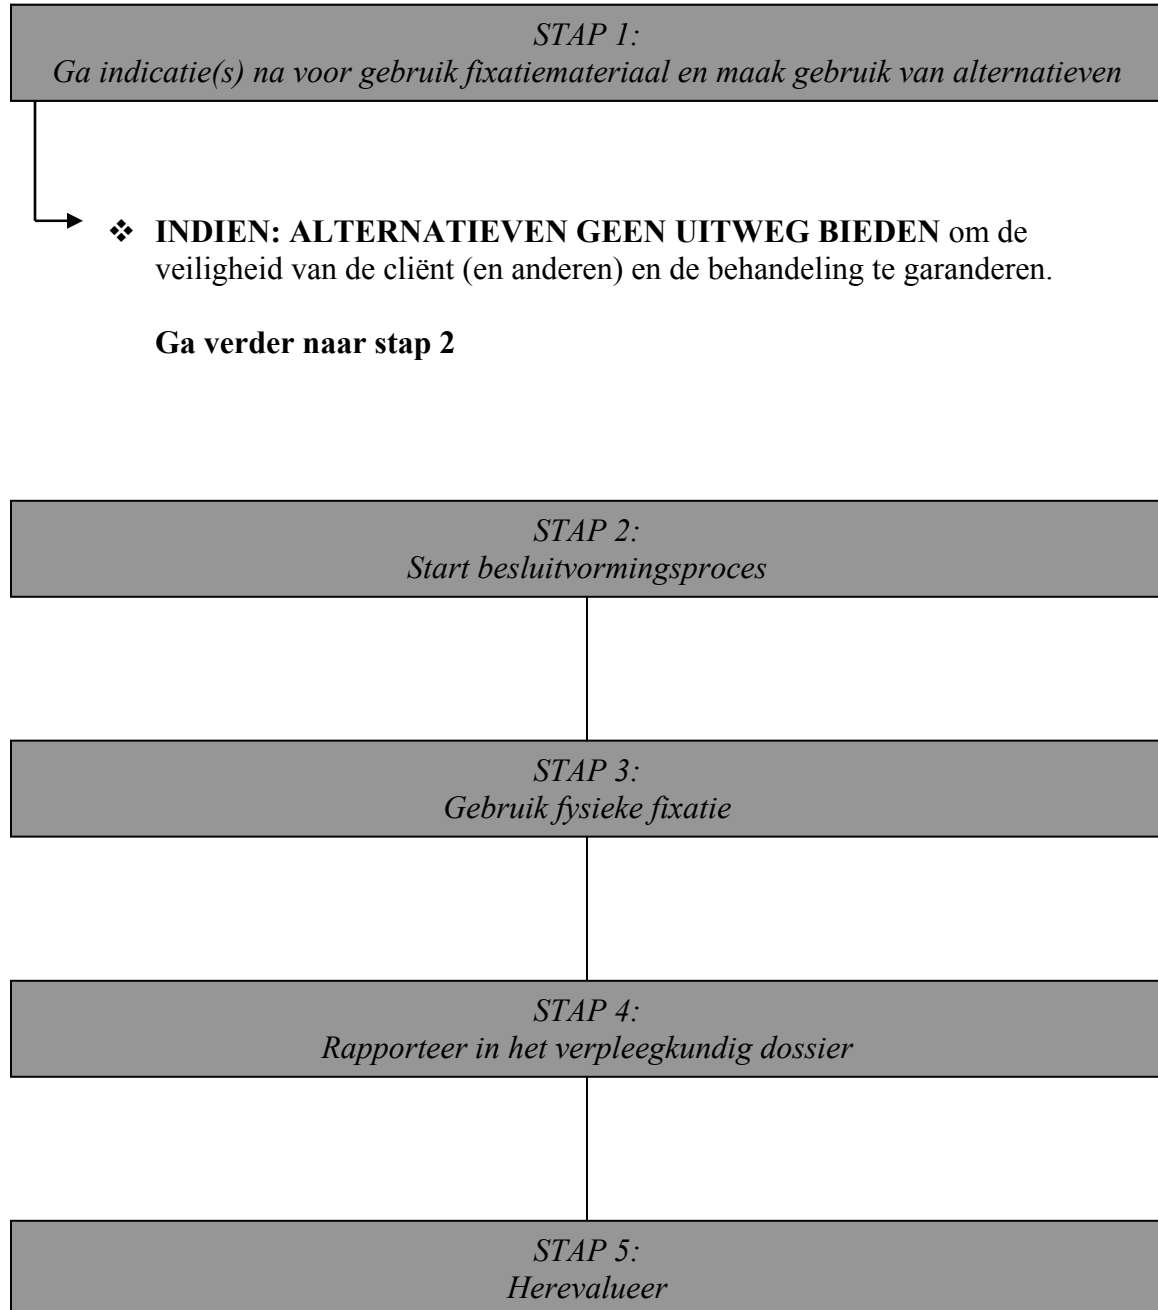 STAP 1:
Ga indicatie(s) na voor gebruik fixatiemateriaal en maak gebruik van alternatieven
❖ INDIEN: ALTERNATIEVEN GEEN UITWEG BIEDEN om de
veiligheid van de cliënt (en anderen) en de behandeling te garanderen.
Ga verder naar stap 2
STAP 2:
Start besluitvormingsproces
STAP 3:
Gebruik fysieke fixatie
STAP 4:
Rapporteer in het verpleegkundig dossier
STAP 5:
Herevalueer